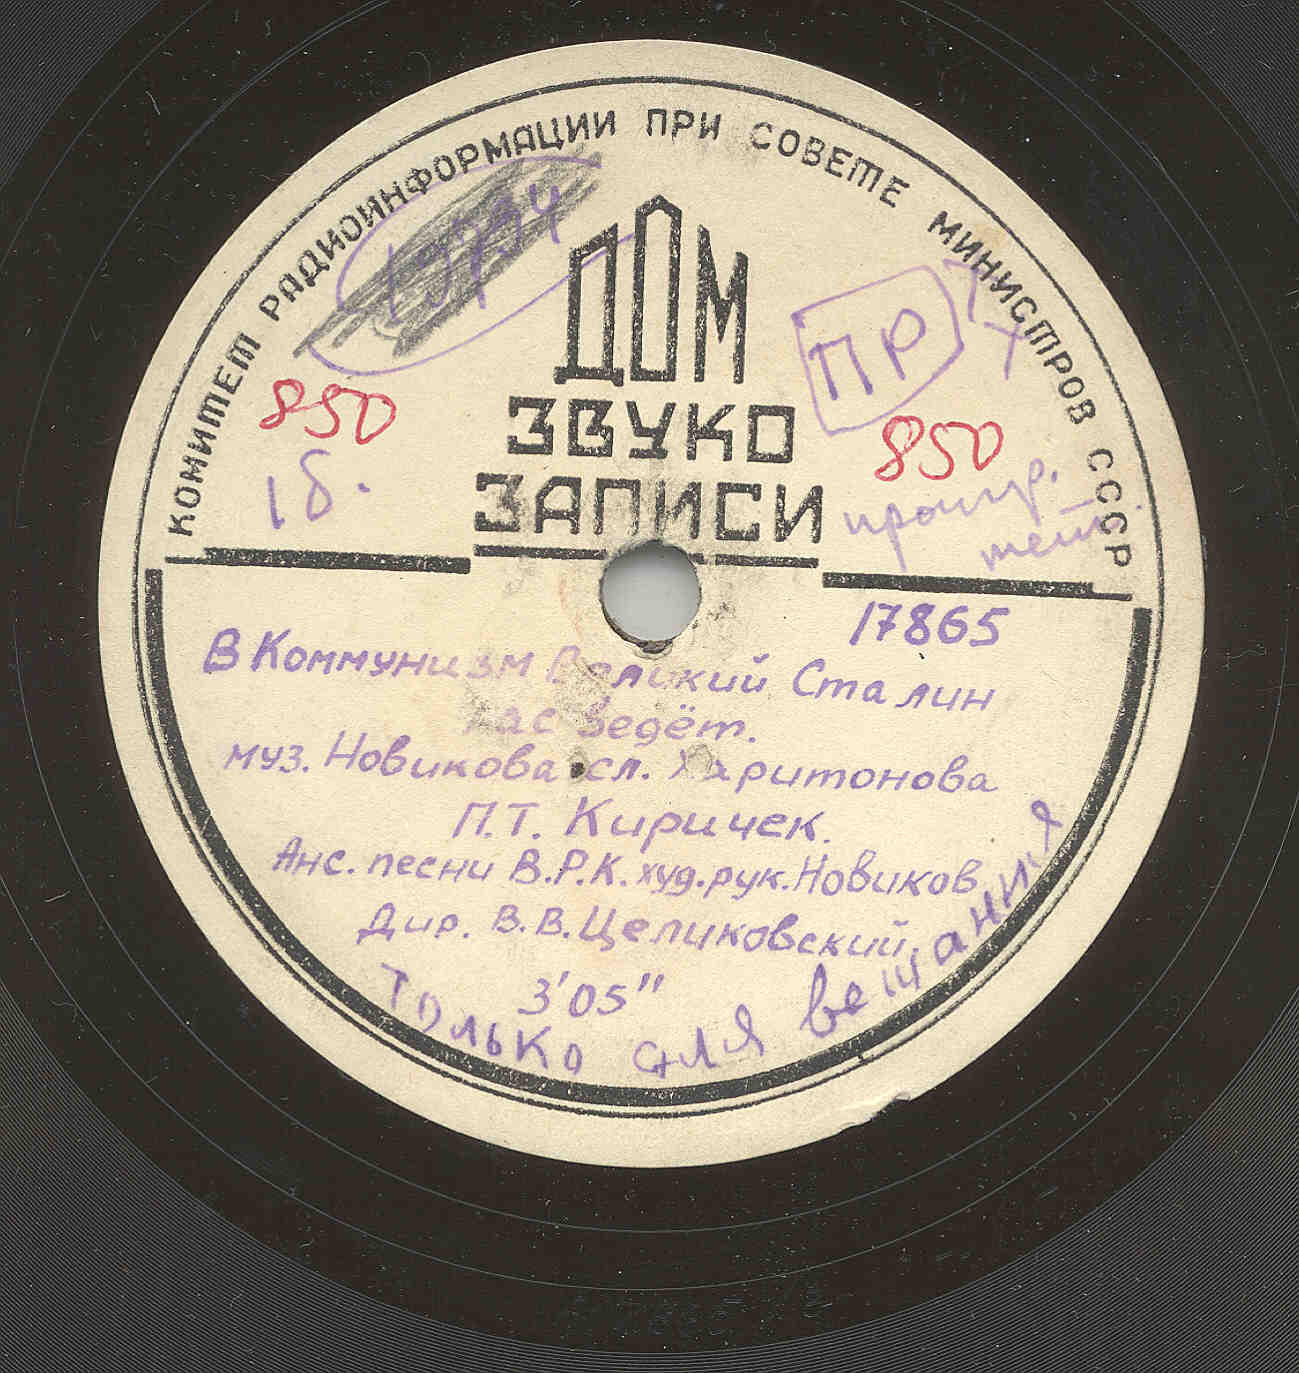 КОМИТЕТ РАДИОИНФОРМАЦИИ ПРИ СОВЕТЕ МИНИСТРОВ СССР
ДОМ
ЗВУКО
ЗАПИСИ
ПР
850
850
1б.
17865
В Коммунизм Великий Сталин
нас ведёт.
муз. Новикова сл. Харитонова
П.Т. Киричек.
Анс. песни В.Р.К. худ.рук. Новиков
Дир. В.В. Целиковский.
3'05"
только для вещания